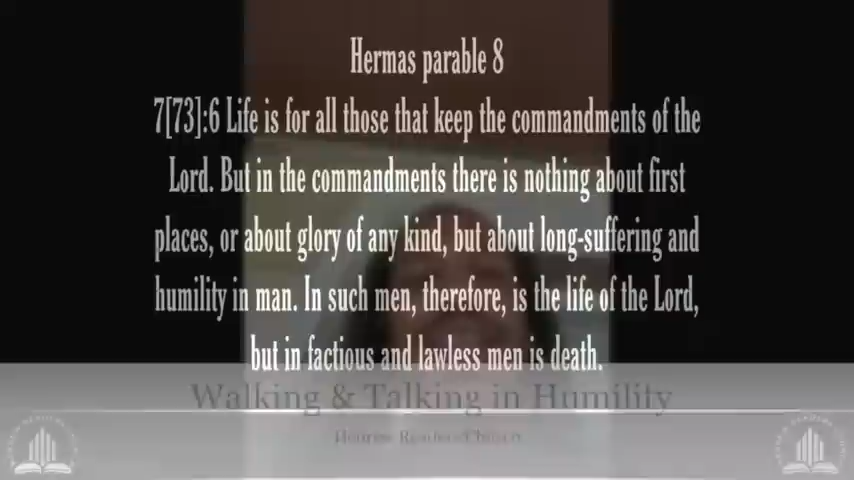 Hermas parable 8
7[73]:6 Life is for all those that keep the commandments of the
Lord. But in the commandments there is nothing about first
places, or about glory of any kind, but about long-suffering and
humility in man. In such men, therefore, is the life of the Lord,
but in factious and lawless men is death.
Walking & Talking in Humility